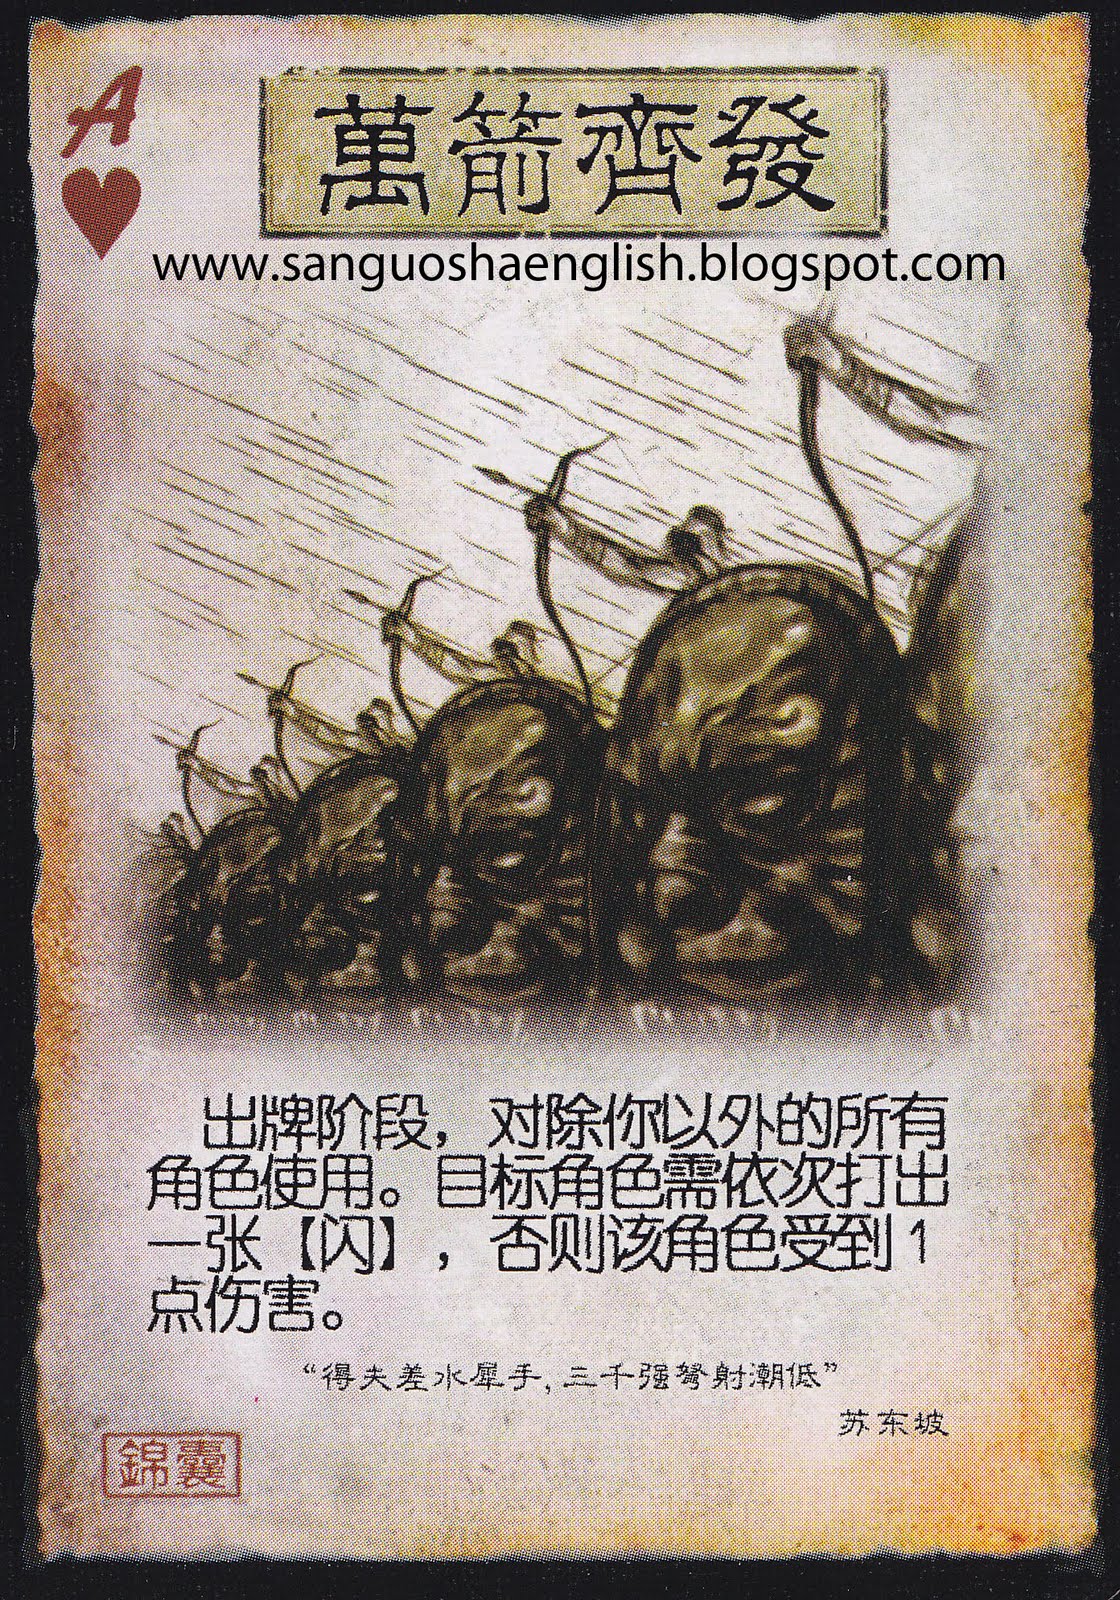 A
萬箭齊發
www.sanguoshaenglish.blogspot.com
出牌阶段，对除你以外的所有
角色使用。目标角色需依次打出
一张【闪】，否则该角色受到1
点伤害。
“得夫差水犀手，三千强弩射潮低”
苏东坡
錦囊